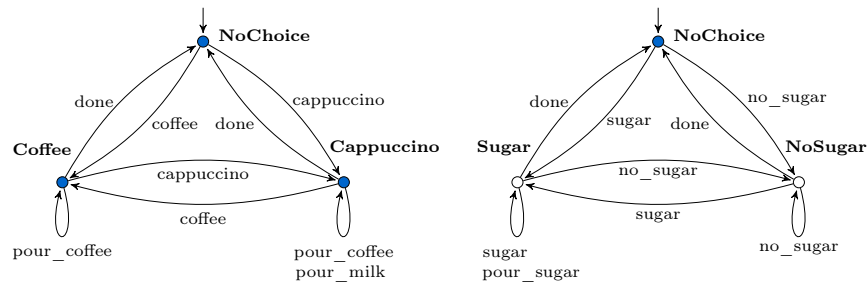 NoChoice
done
cappuccino
coffee
done
Coffee
Cappuccino
cappuccino
coffee
pour_coffee
pour_coffee
pour_milk
NoChoice
done
no_sugar
sugar
done
Sugar
NoSugar
no_sugar
sugar
sugar
pour_sugar
no_sugar